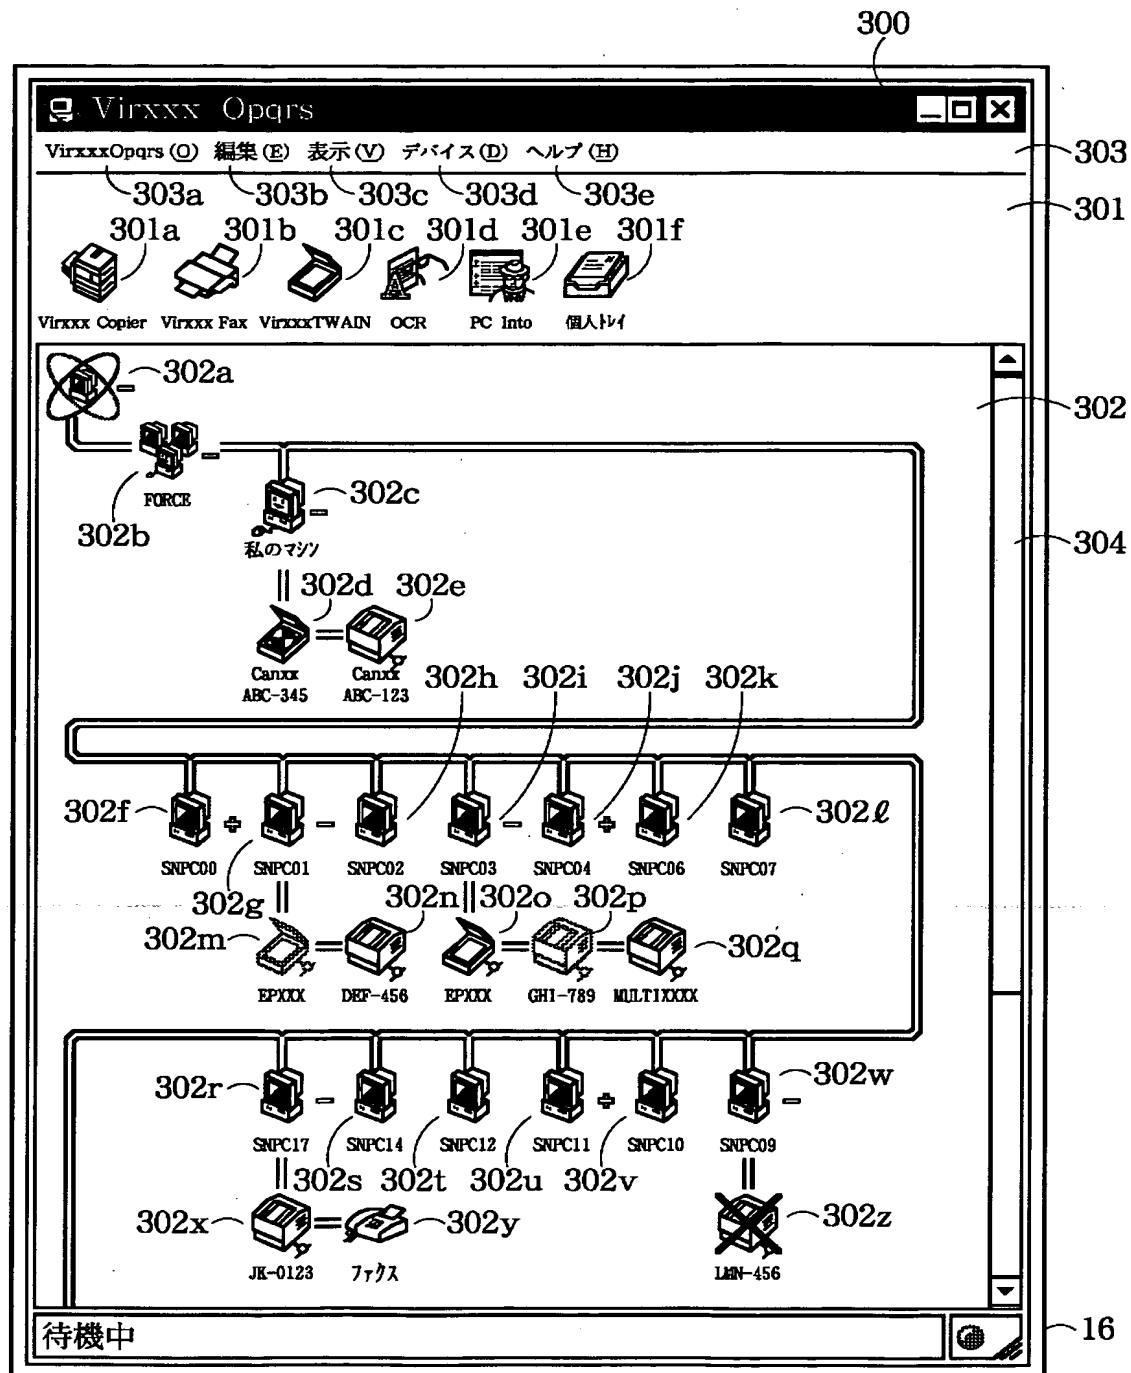 300
Virxxx Opqrs
VirxxxOpqrs(O) 編集(E) 表示(V) デバイス(D) ヘルプ(H)
303
303a 303b 303c 303d 303e
301
301a 301b 301c 301d 301e 301f
Virxxx Copier Virxxx Fax VirxxxTWAIN OCR PC Into 個人トレイ
302a
302
302c
FORCE
302b
304
私のマシン
302d 302e
Canxx ABC-345
Canxx ABC-123
302h 302i 302j 302k
302f 302ℓ
SNPC00 SNPC01 SNPC02 SNPC03 SNPC04 SNPC06 SNPC07
302g 302n 302o 302p
302m 302q
EPXXX DEF-456 EPXXX GHI-789 MULTIXXXX
302r 302w
SNPC17 SNPC14 SNPC12 SNPC11 SNPC10 SNPC09
302s 302t 302u 302v
302x 302y 302z
JK-0123 ファクス LMN-456
待機中
16